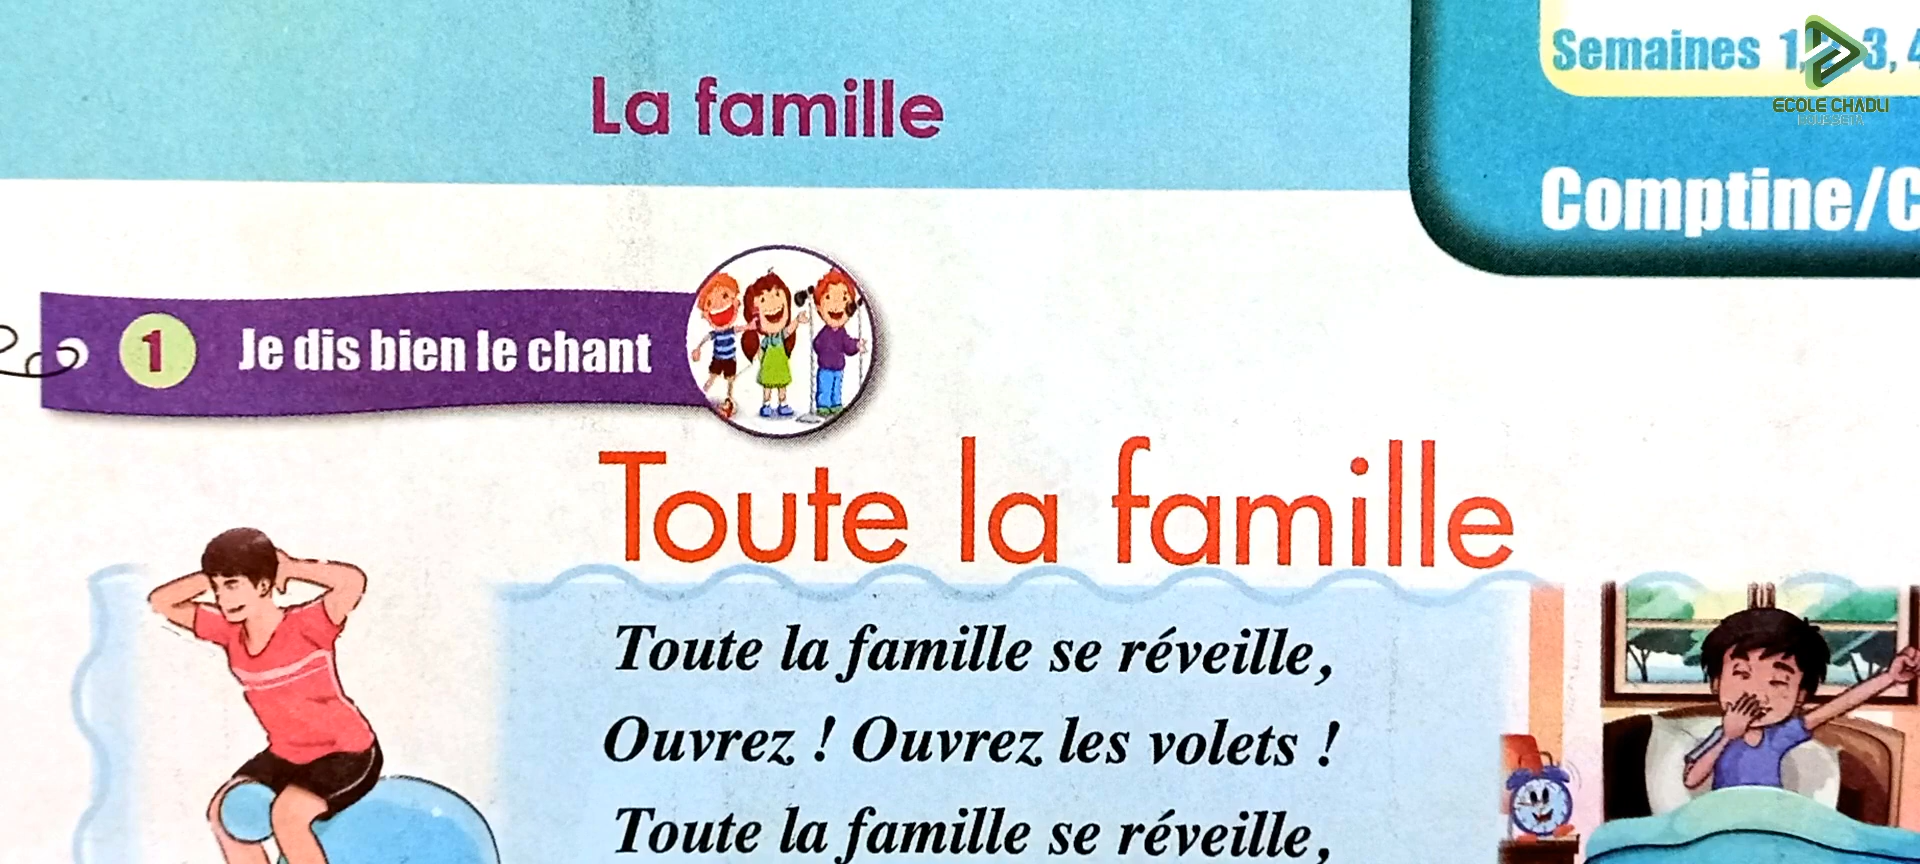 La famille
Semaines 1, 3, 4
ECOLE CHADLI
Comptine/C
1 Je dis bien le chant
Toute la famille
Toute la famille se réveille,
Ouvrez ! Ouvrez les volets !
Toute la famille se réveille,